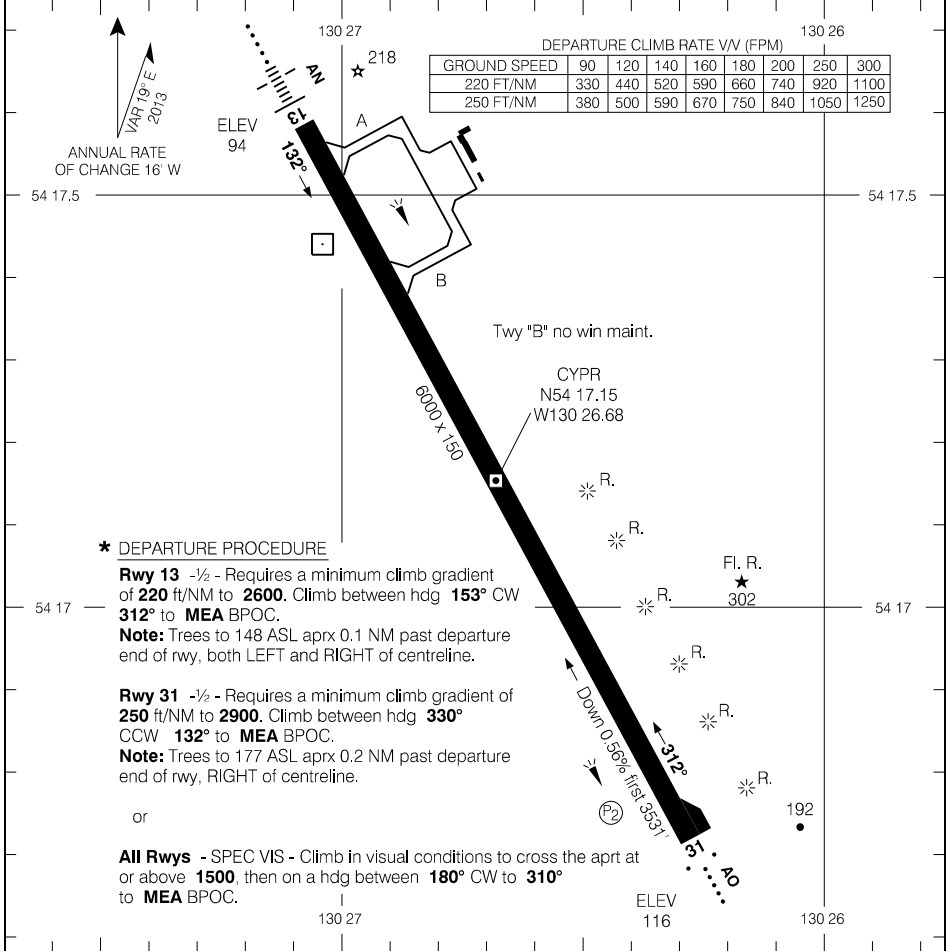 130 27
130 26
218
AN
DEPARTURE CLIMB RATE V/V (FPM)
GROUND SPEED 90 120 140 160 180 200 250 300
220 FT/NM 330 440 520 590 660 740 920 1100
250 FT/NM 380 500 590 670 750 840 1050 1250
VAR 19° E
2013
ANNUAL RATE
OF CHANGE 16' W
ELEV
94
13
132°
A
54 17.5
54 17.5
B
Twy "B" no win maint.
CYPR
N54 17.15
W130 26.68
6000 x 150
R.
R.
Fl. R.
302
R.
R.
R.
R.
54 17
54 17
* DEPARTURE PROCEDURE
Rwy 13 -½ - Requires a minimum climb gradient
of 220 ft/NM to 2600. Climb between hdg 153° CW
312° to MEA BPOC.
Note: Trees to 148 ASL aprx 0.1 NM past departure
end of rwy, both LEFT and RIGHT of centreline.
Rwy 31 -½ - Requires a minimum climb gradient of
250 ft/NM to 2900. Climb between hdg 330°
CCW 132° to MEA BPOC.
Note: Trees to 177 ASL aprx 0.2 NM past departure
end of rwy, RIGHT of centreline.
or
All Rwys - SPEC VIS - Climb in visual conditions to cross the aprt at
or above 1500, then on a hdg between 180° CW to 310°
to MEA BPOC.
Down 0.56% first 3531'
312°
P2
192
31
AO
ELEV
116
130 27
130 26